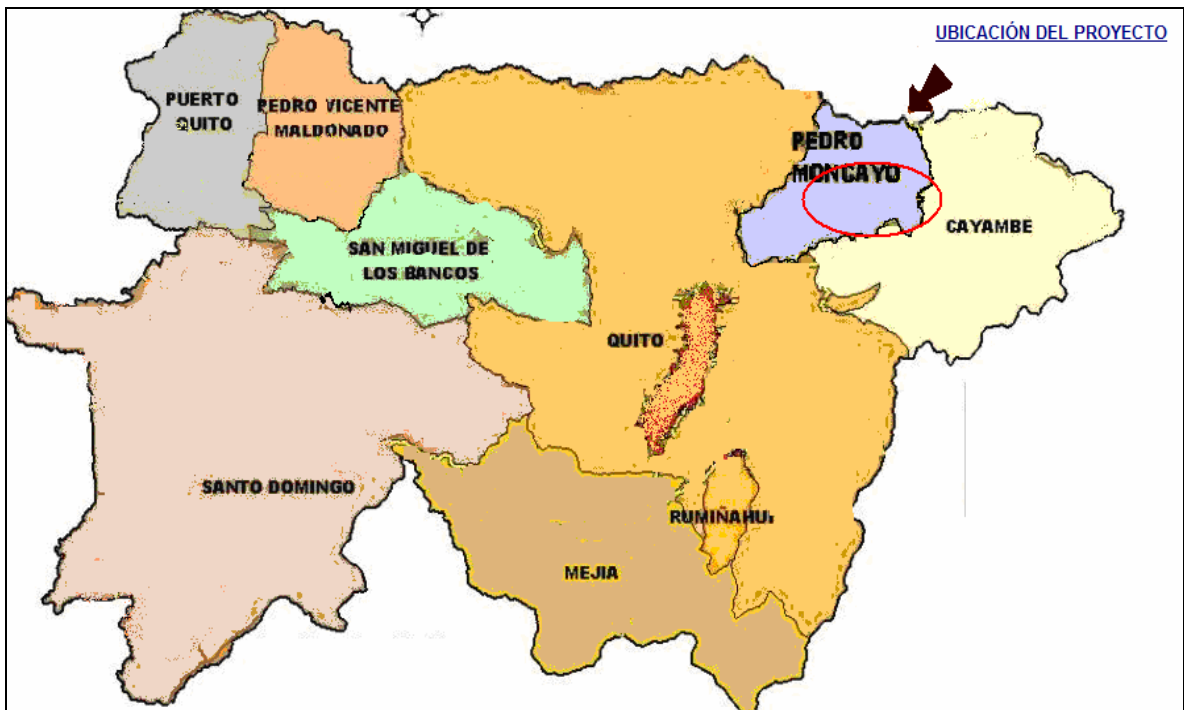 UBICACIÓN DEL PROYECTO
PUERTO
QUITO
PEDRO VICENTE
MALDONADO
PEDRO
MONCAYO
CAYAMBE
SAN MIGUEL DE
LOS BANCOS
QUITO
SANTO DOMINGO
RUMIÑAHUI
MEJIA